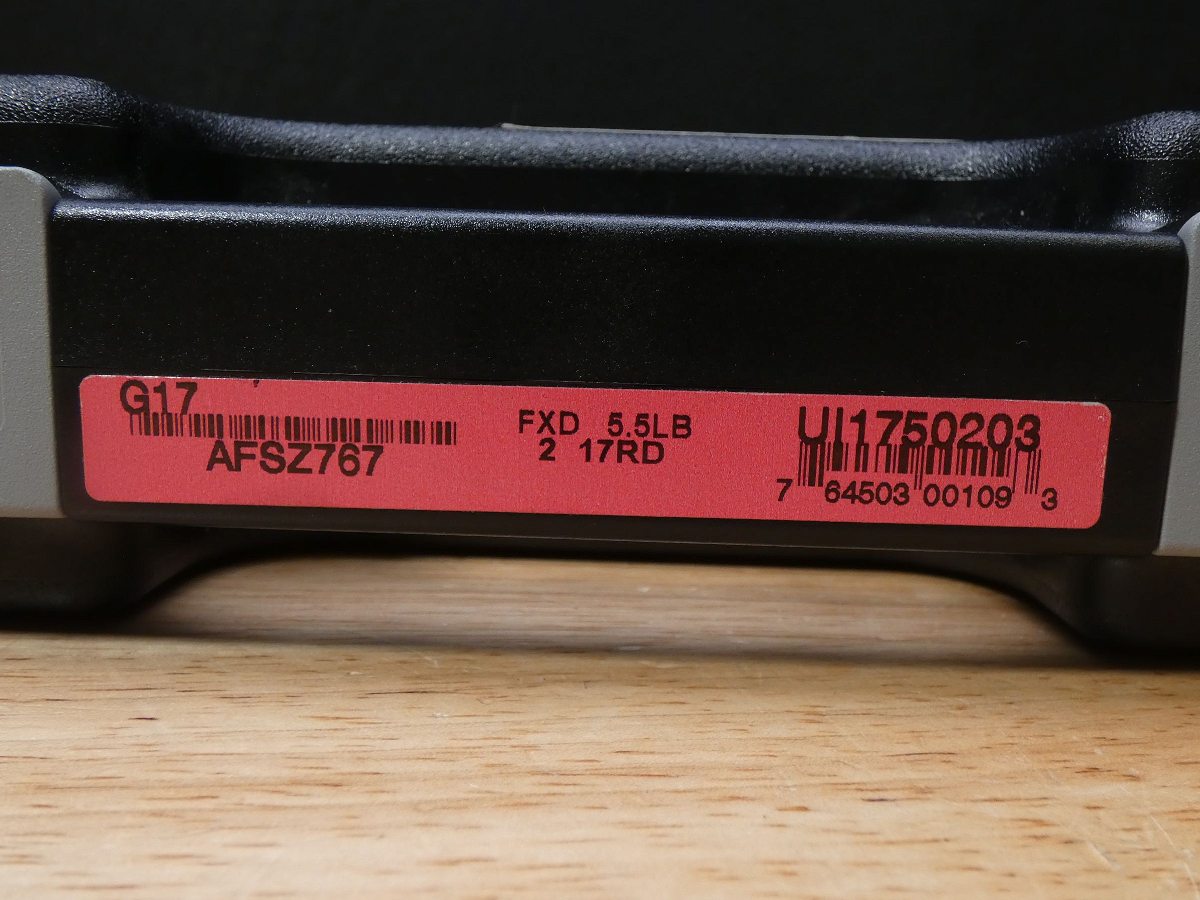 G17
AFSZ767
FXD 5.5LB
2 17RD
UI1750203
7 64503 00109 3